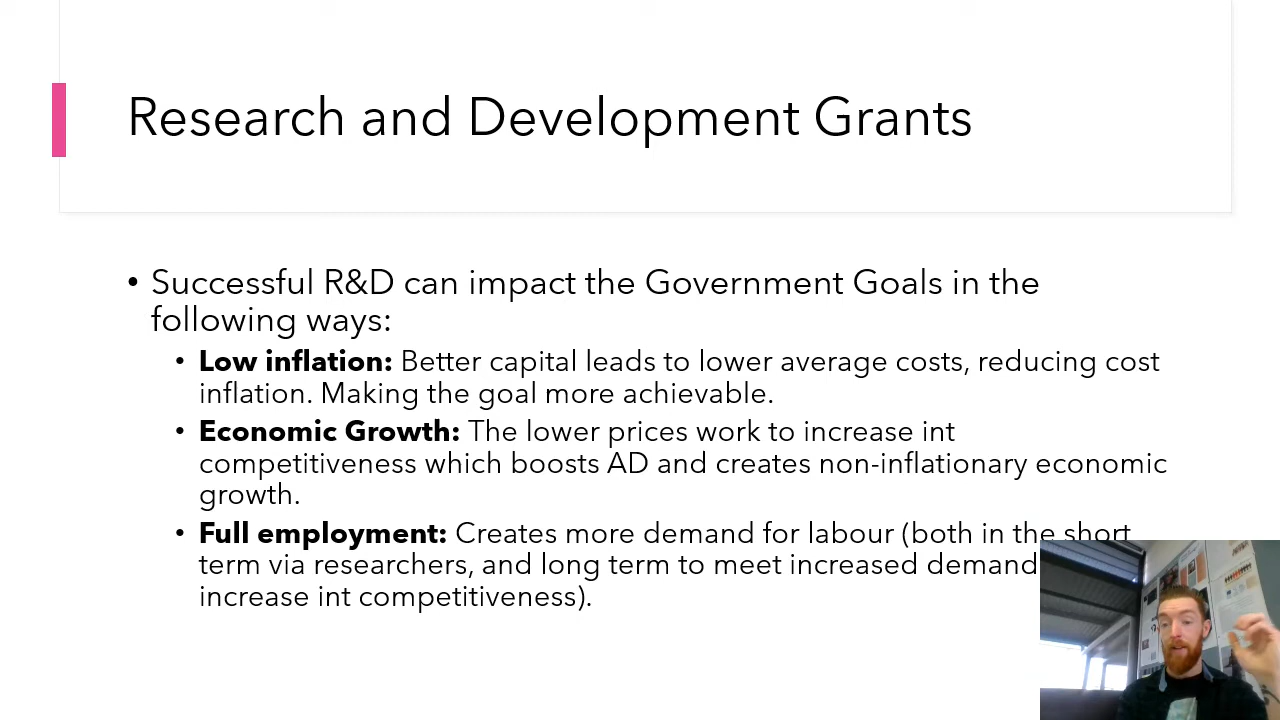 Research and Development Grants
• Successful R&D can impact the Government Goals in the
following ways:
• Low inflation: Better capital leads to lower average costs, reducing cost
inflation. Making the goal more achievable.
• Economic Growth: The lower prices work to increase int
competitiveness which boosts AD and creates non-inflationary economic
growth.
• Full employment: Creates more demand for labour (both in the short
term via researchers, and long term to meet increased demand
increase int competitiveness).